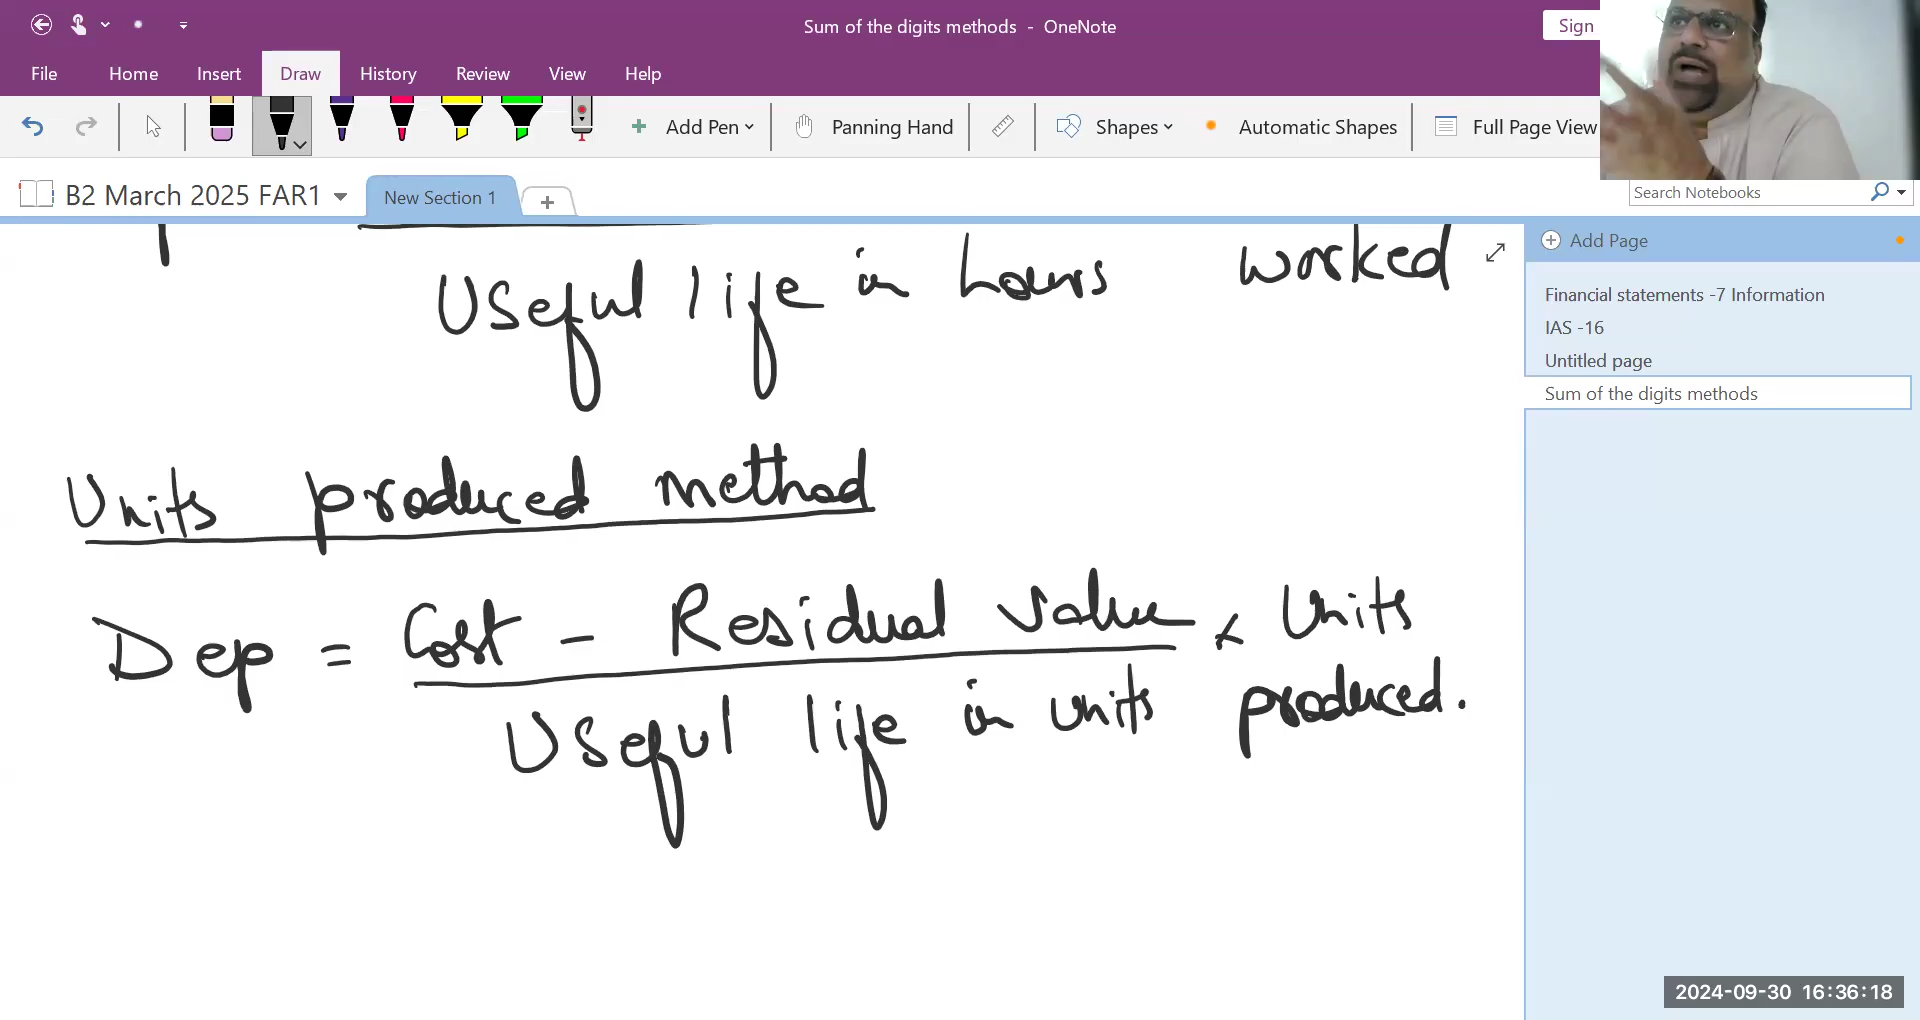 Sum of the digits methods - OneNote
Sign
File Home Insert Draw History Review View Help
Add Pen Panning Hand Shapes Automatic Shapes Full Page View
B2 March 2025 FAR1 New Section 1
Search Notebooks
Add Page
Financial statements -7 Information
IAS -16
Untitled page
Sum of the digits methods
Useful life in hours worked
Units produced method
Dep = Cost - Residual value × Units
Useful life in units produced.
2024-09-30 16:36:18